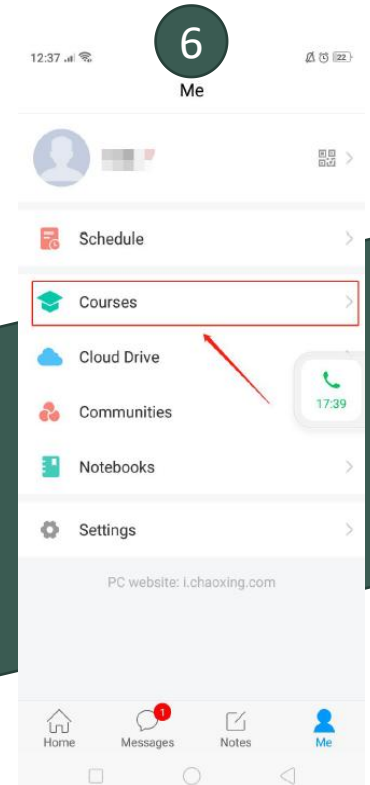 6
12:37
22
Me
Schedule
Courses
Cloud Drive
17:39
Communities
Notebooks
Settings
PC website: i.chaoxing.com
1
Home Messages Notes Me